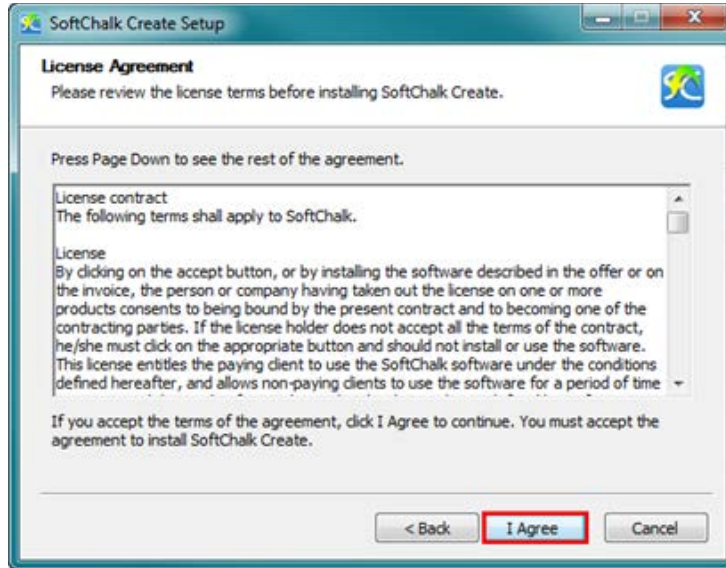 SoftChalk Create Setup
License Agreement
Please review the license terms before installing SoftChalk Create.
Press Page Down to see the rest of the agreement.
License contract
The following terms shall apply to SoftChalk.
License
By clicking on the accept button, or by installing the software described in the offer or on
the invoice, the person or company having taken out the license on one or more
products consents to being bound by the present contract and to becoming one of the
contracting parties. If the license holder does not accept all the terms of the contract,
he/she must click on the appropriate button and should not install or use the software.
This license entitles the paying client to use the SoftChalk software under the conditions
defined hereafter, and allows non-paying clients to use the software for a period of time
If you accept the terms of the agreement, click I Agree to continue. You must accept the
agreement to install SoftChalk Create.
< Back
I Agree
Cancel